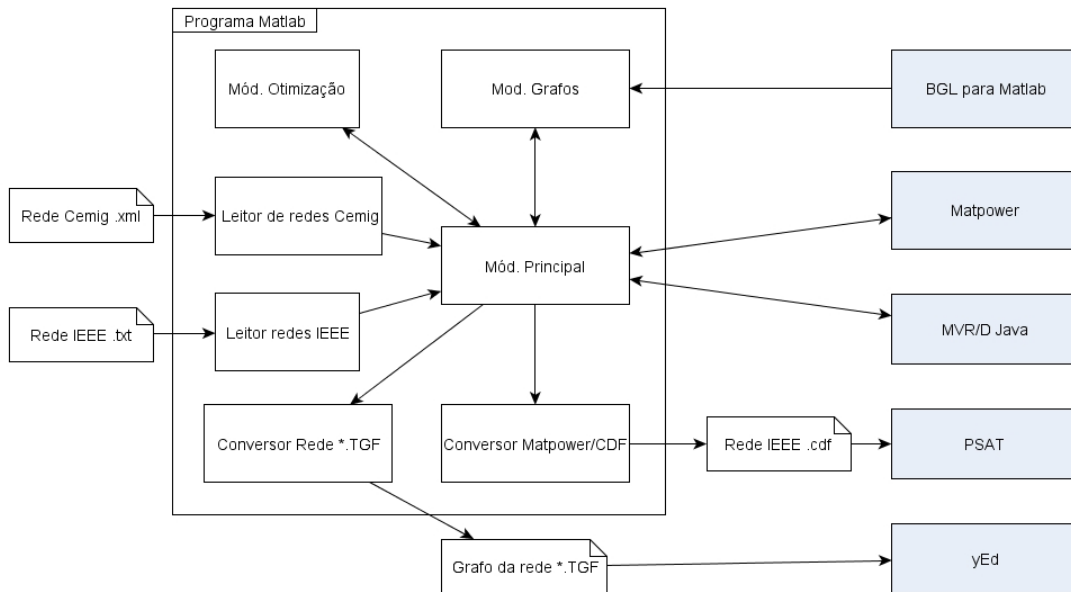 Programa Matlab
Mód. Otimização
Mod. Grafos
BGL para Matlab
Rede Cemig .xml
Leitor de redes Cemig
Matpower
Mód. Principal
Rede IEEE .txt
Leitor redes IEEE
MVR/D Java
Conversor Rede *.TGF
Conversor Matpower/CDF
Rede IEEE .cdf
PSAT
Grafo da rede *.TGF
yEd